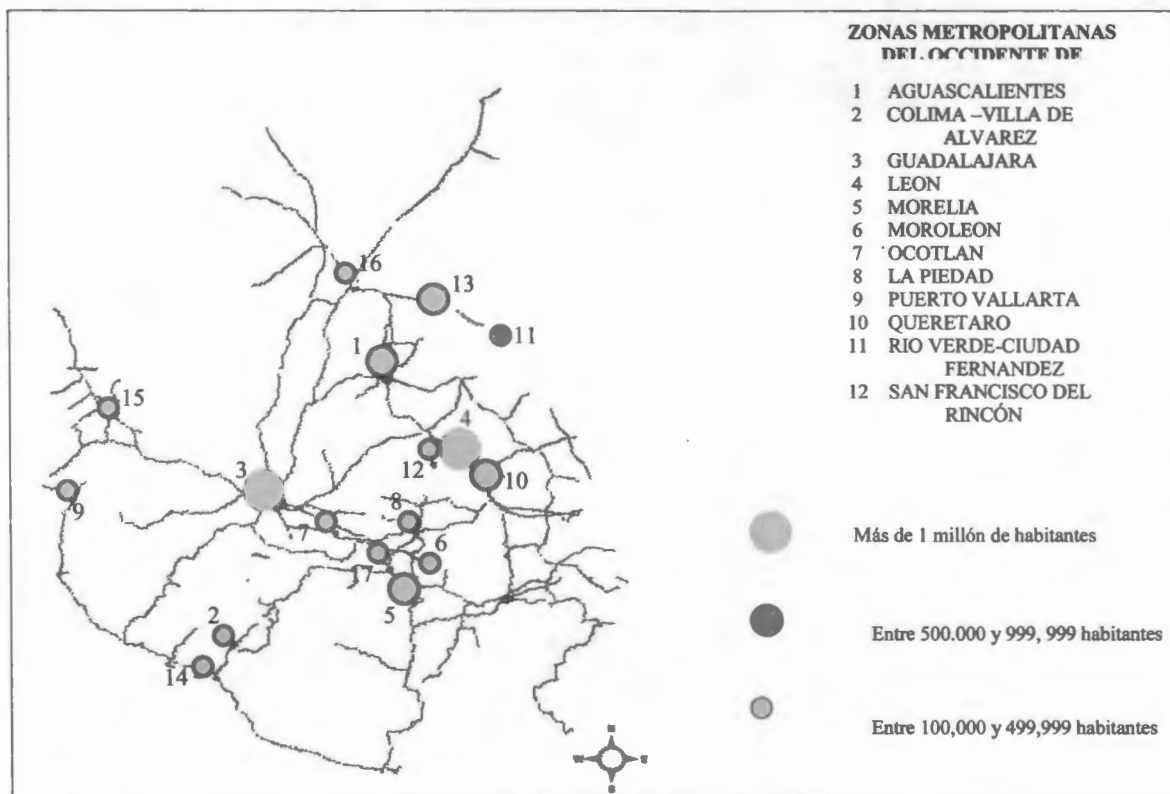 ZONAS METROPOLITANAS
DEL OCCIDENTE DE
1 AGUASCALIENTES
2 COLIMA –VILLA DE
ALVAREZ
3 GUADALAJARA
4 LEON
5 MORELIA
6 MOROLEON
7 OCOTLAN
8 LA PIEDAD
9 PUERTO VALLARTA
10 QUERETARO
11 RIO VERDE-CIUDAD
FERNANDEZ
12 SAN FRANCISCO DEL
RINCÓN
16
13
11
1
15
4
12
10
3
9
8
7
6
17
5
2
14
Más de 1 millón de habitantes
Entre 500.000 y 999, 999 habitantes
Entre 100,000 y 499,999 habitantes
N
W
E
S